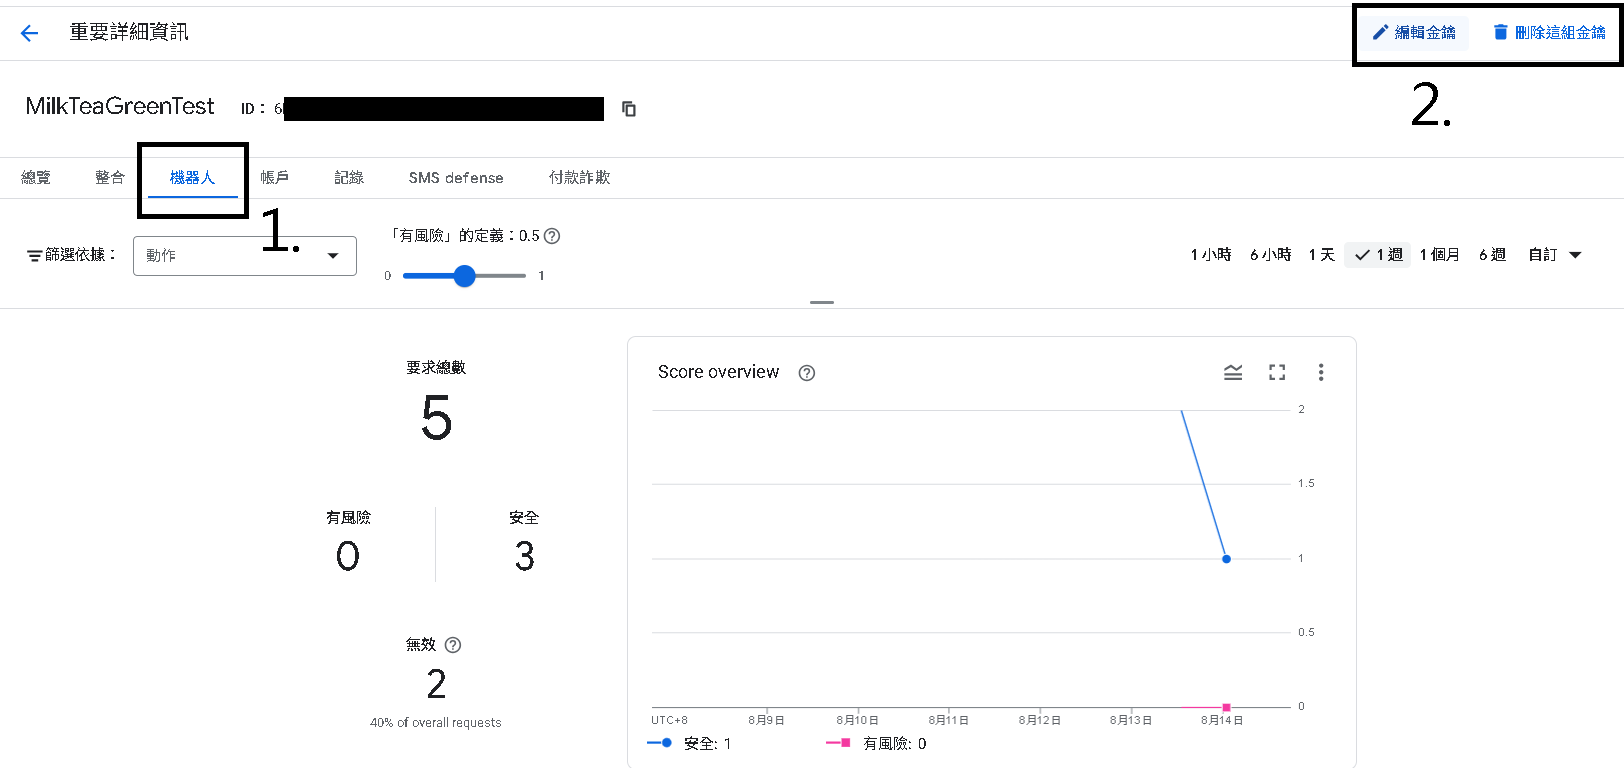 重要詳細資訊
編輯金鑰
刪除這組金鑰
2.
MilkTeaGreenTest
ID： 6
總覽
整合
機器人
帳戶
記錄
SMS defense
付款詐欺
1.
篩選依據：
動作
「有風險」的定義：0.5
0
1
1 小時
6 小時
1 天
1 週
1 個月
6 週
自訂
要求總數
5
有風險
0
安全
3
無效
2
40% of overall requests
Score overview
2
1.5
1
0.5
0
UTC+8
8月9日
8月10日
8月11日
8月12日
8月13日
8月14日
安全: 1
有風險: 0